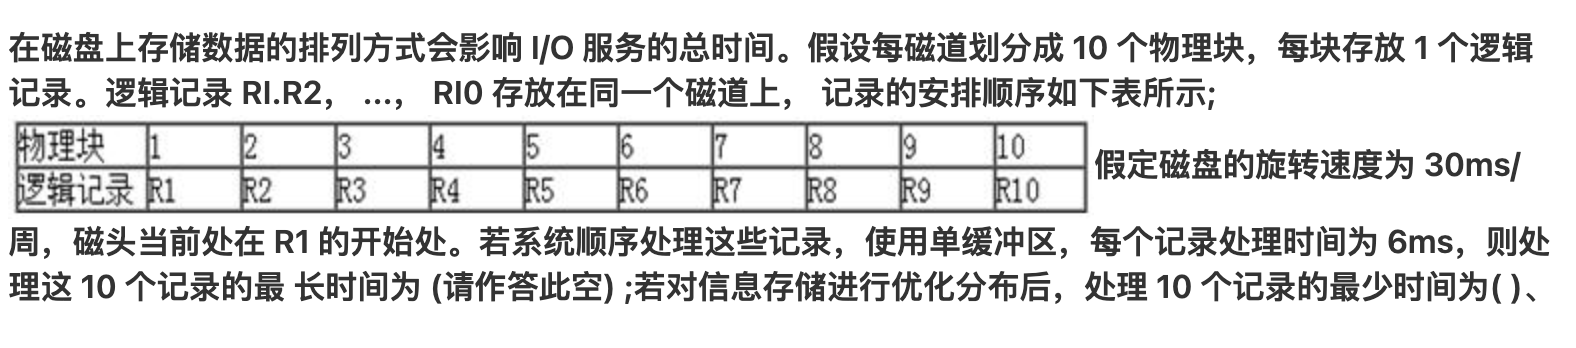 在磁盘上存储数据的排列方式会影响 I/O 服务的总时间。假设每磁道划分成 10 个物理块，每块存放 1 个逻辑
记录。逻辑记录 RI.R2， ...， RI0 存放在同一个磁道上， 记录的安排顺序如下表所示;
物理块 1 2 3 4 5 6 7 8 9 10
逻辑记录 R1 R2 R3 R4 R5 R6 R7 R8 R9 R10
假定磁盘的旋转速度为 30ms/
周，磁头当前处在 R1 的开始处。若系统顺序处理这些记录，使用单缓冲区，每个记录处理时间为 6ms，则处
理这 10 个记录的最 长时间为 (请作答此空) ;若对信息存储进行优化分布后，处理 10 个记录的最少时间为( )、